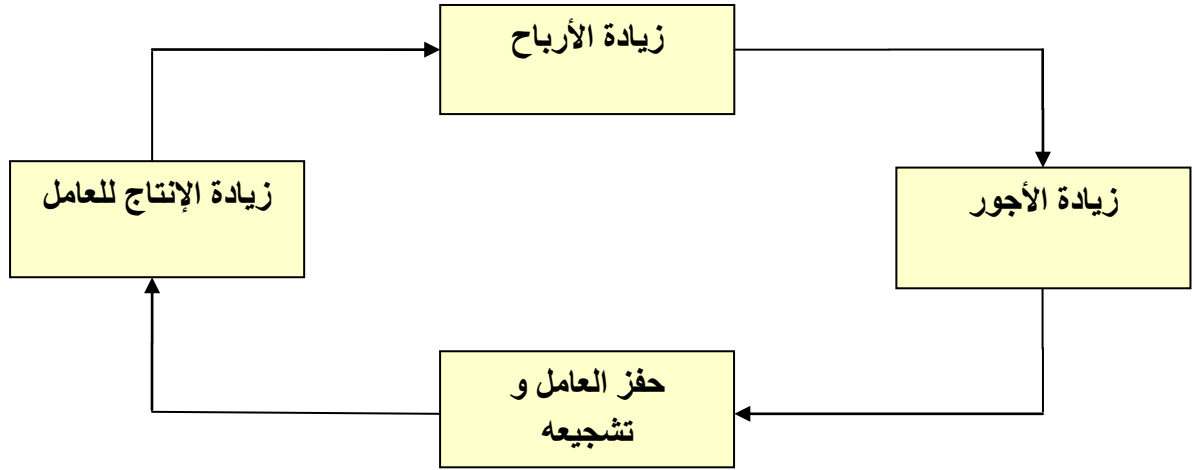 زيادة الأرباح
زيادة الإنتاج للعامل
زيادة الأجور
حفز العامل و
تشجيعه